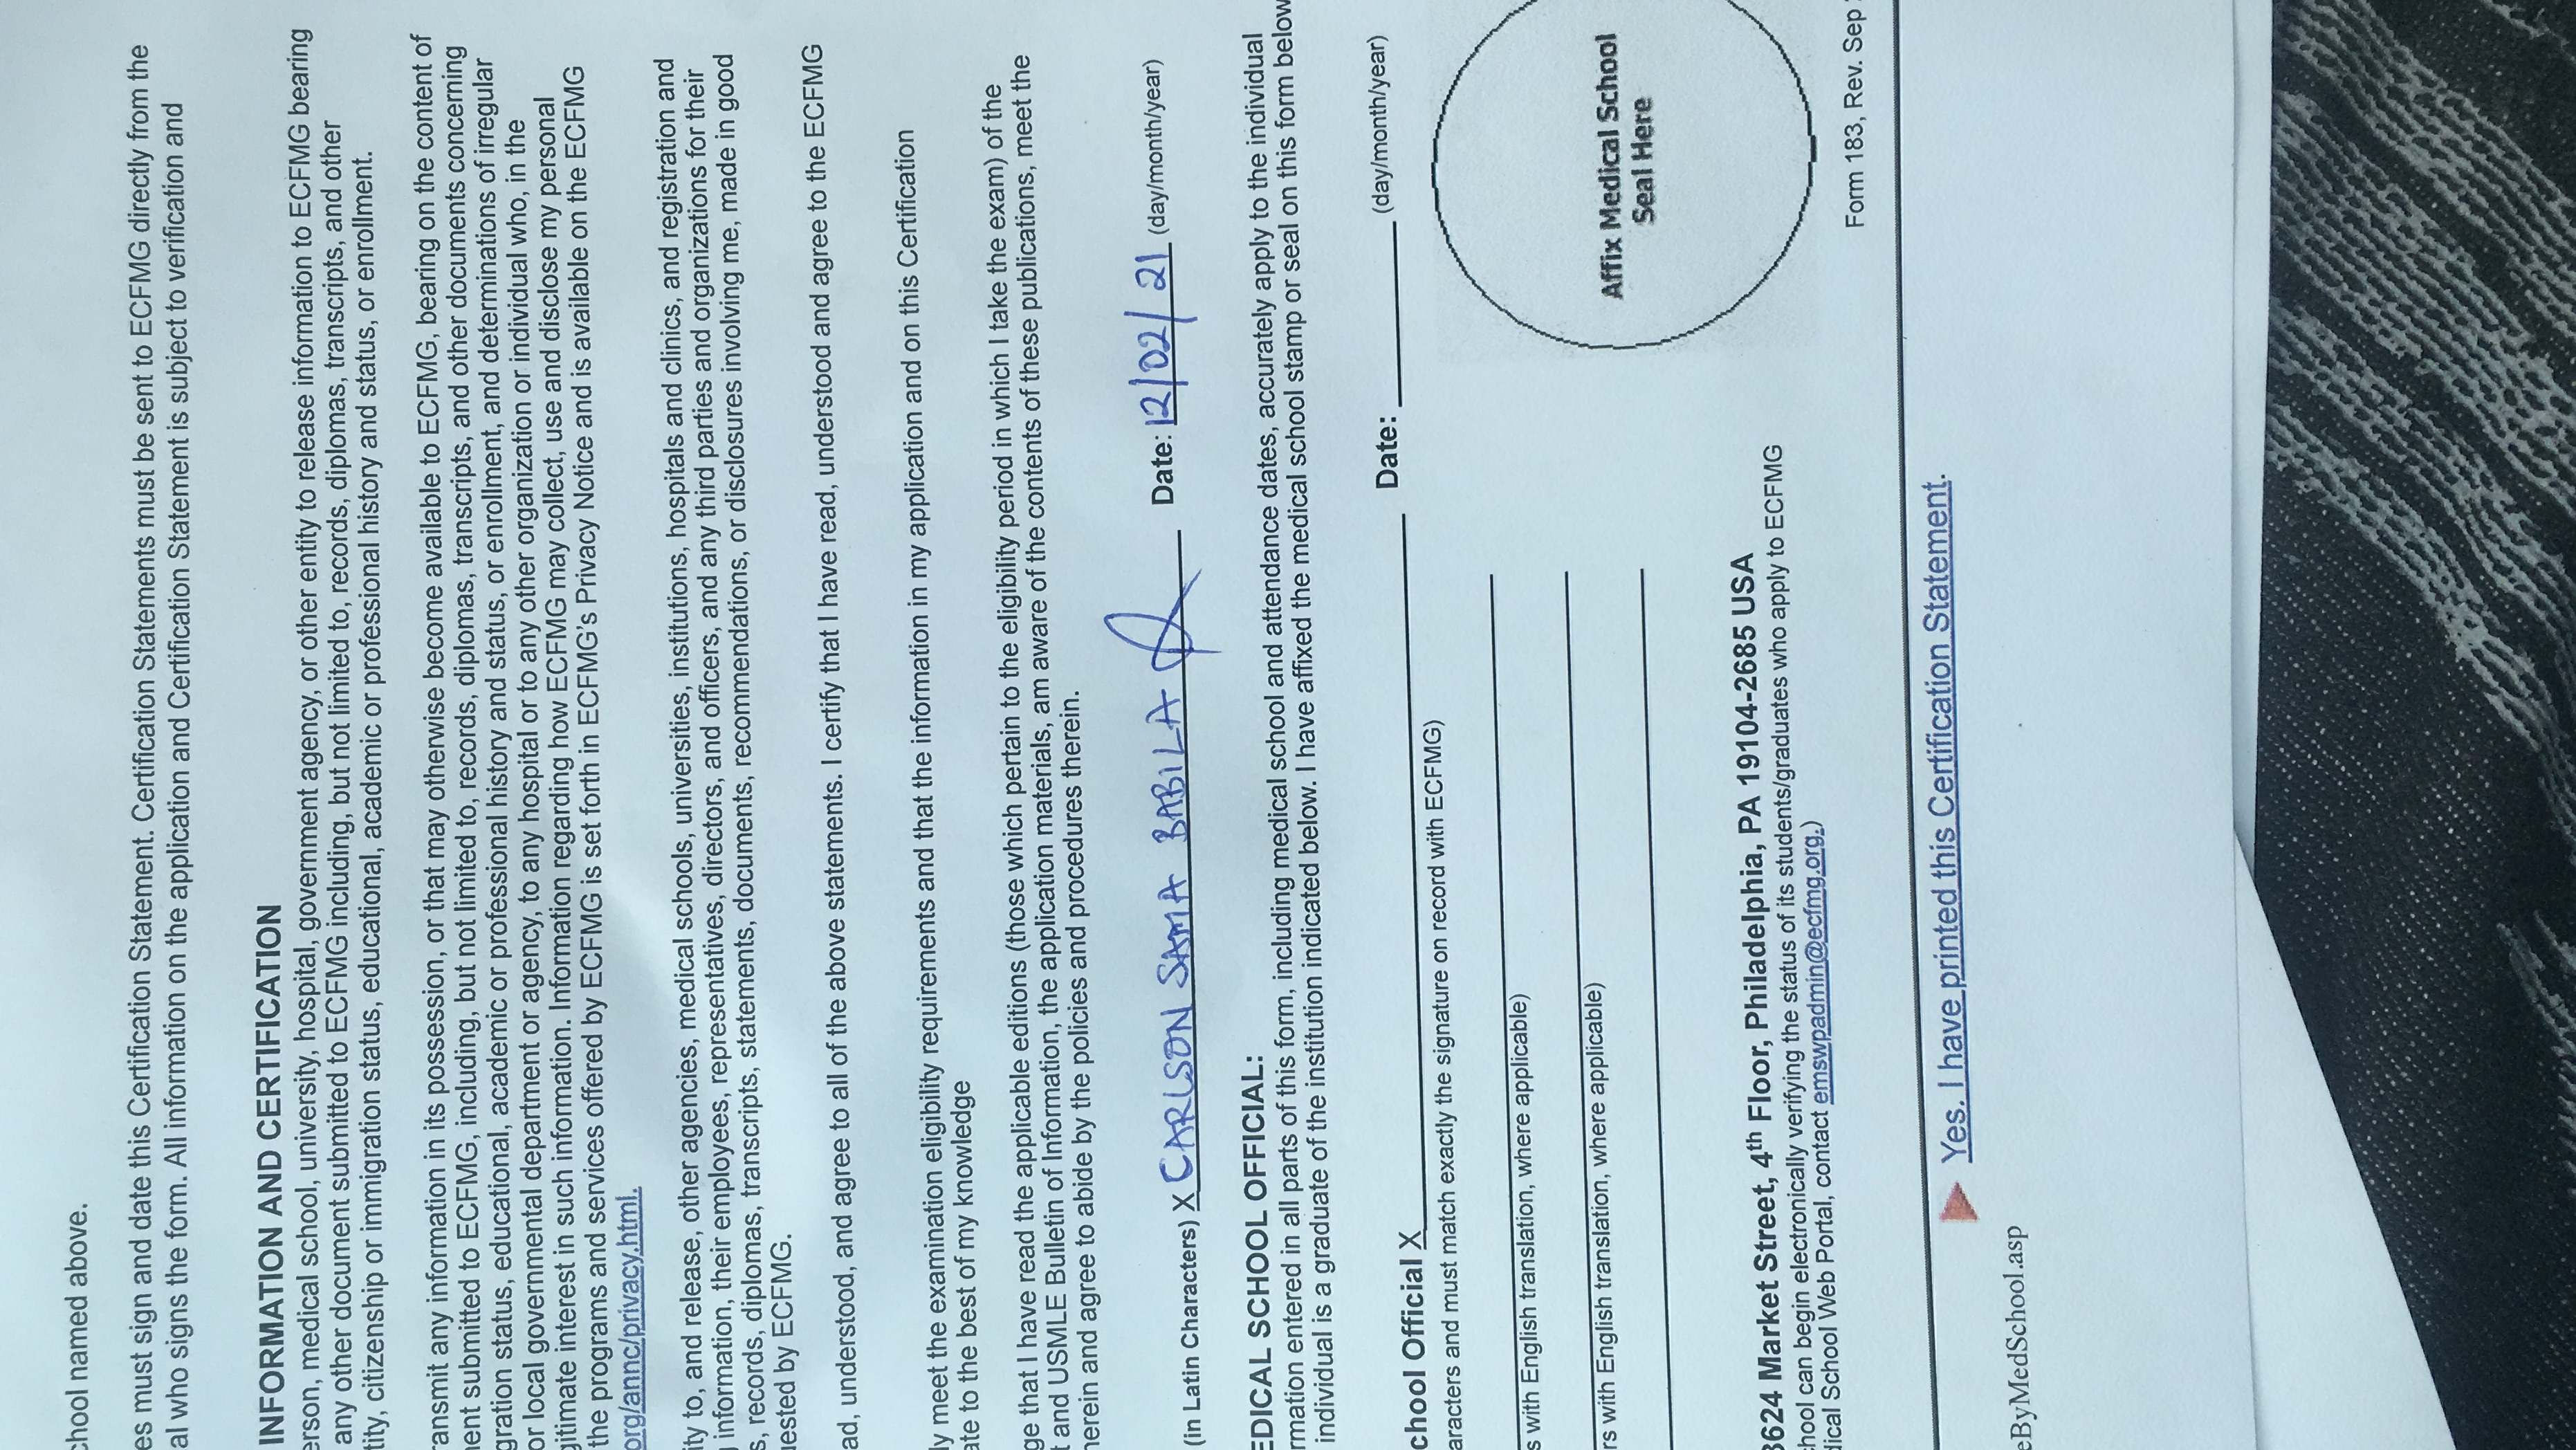 chool named above.
es must sign and date this Certification Statement. Certification Statements must be sent to ECFMG directly from the
al who signs the form. All information on the application and Certification Statement is subject to verification and
INFORMATION AND CERTIFICATION
erson, medical school, university, hospital, government agency, or other entity to release information to ECFMG bearing
any other document submitted to ECFMG including, but not limited to, records, diplomas, transcripts, and other
tity, citizenship or immigration status, educational, academic or professional history and status, or enrollment.
ransmit any information in its possession, or that may otherwise become available to ECFMG, bearing on the content of
nent submitted to ECFMG, including, but not limited to, records, diplomas, transcripts, and other documents concerning
gration status, educational, academic or professional history and status, or enrollment, and determinations of irregular
or local governmental department or agency, to any hospital or to any other organization or individual who, in the
gitimate interest in such information. Information regarding how ECFMG may collect, use and disclose my personal
the programs and services offered by ECFMG is set forth in ECFMG's Privacy Notice and is available on the ECFMG
org/annc/privacy.html.
ity to, and release, other agencies, medical schools, universities, institutions, hospitals and clinics, and registration and
information, their employees, representatives, directors, and officers, and any third parties and organizations for their
s, records, diplomas, transcripts, statements, documents, recommendations, or disclosures involving me, made in good
uested by ECFMG.
ad, understood, and agree to all of the above statements. I certify that I have read, understood and agree to the ECFMG
ly meet the examination eligibility requirements and that the information in my application and on this Certification
ate to the best of my knowledge
ge that I have read the applicable editions (those which pertain to the eligibility period in which I take the exam) of the
t and USMLE Bulletin of Information, the application materials, am aware of the contents of these publications, meet the
herein and agree to abide by the policies and procedures therein.
(in Latin Characters) X CARLSON SAMA BABILA Date: 12/02/21 (day/month/year)
EDICAL SCHOOL OFFICIAL:
rmation entered in all parts of this form, including medical school and attendance dates, accurately apply to the individual
individual is a graduate of the institution indicated below. I have affixed the medical school stamp or seal on this form below
chool Official X Date: (day/month/year)
aracters and must match exactly the signature on record with ECFMG)
s with English translation, where applicable)
rs with English translation, where applicable)
Affix Medical School
Seal Here
3624 Market Street, 4th Floor, Philadelphia, PA 19104-2685 USA
chool can begin electronically verifying the status of its students/graduates who apply to ECFMG
dical School Web Portal, contact emswpadmin@ecfmg.org.)
Form 183, Rev. Sep
Yes. I have printed this Certification Statement.
eByMedSchool.asp